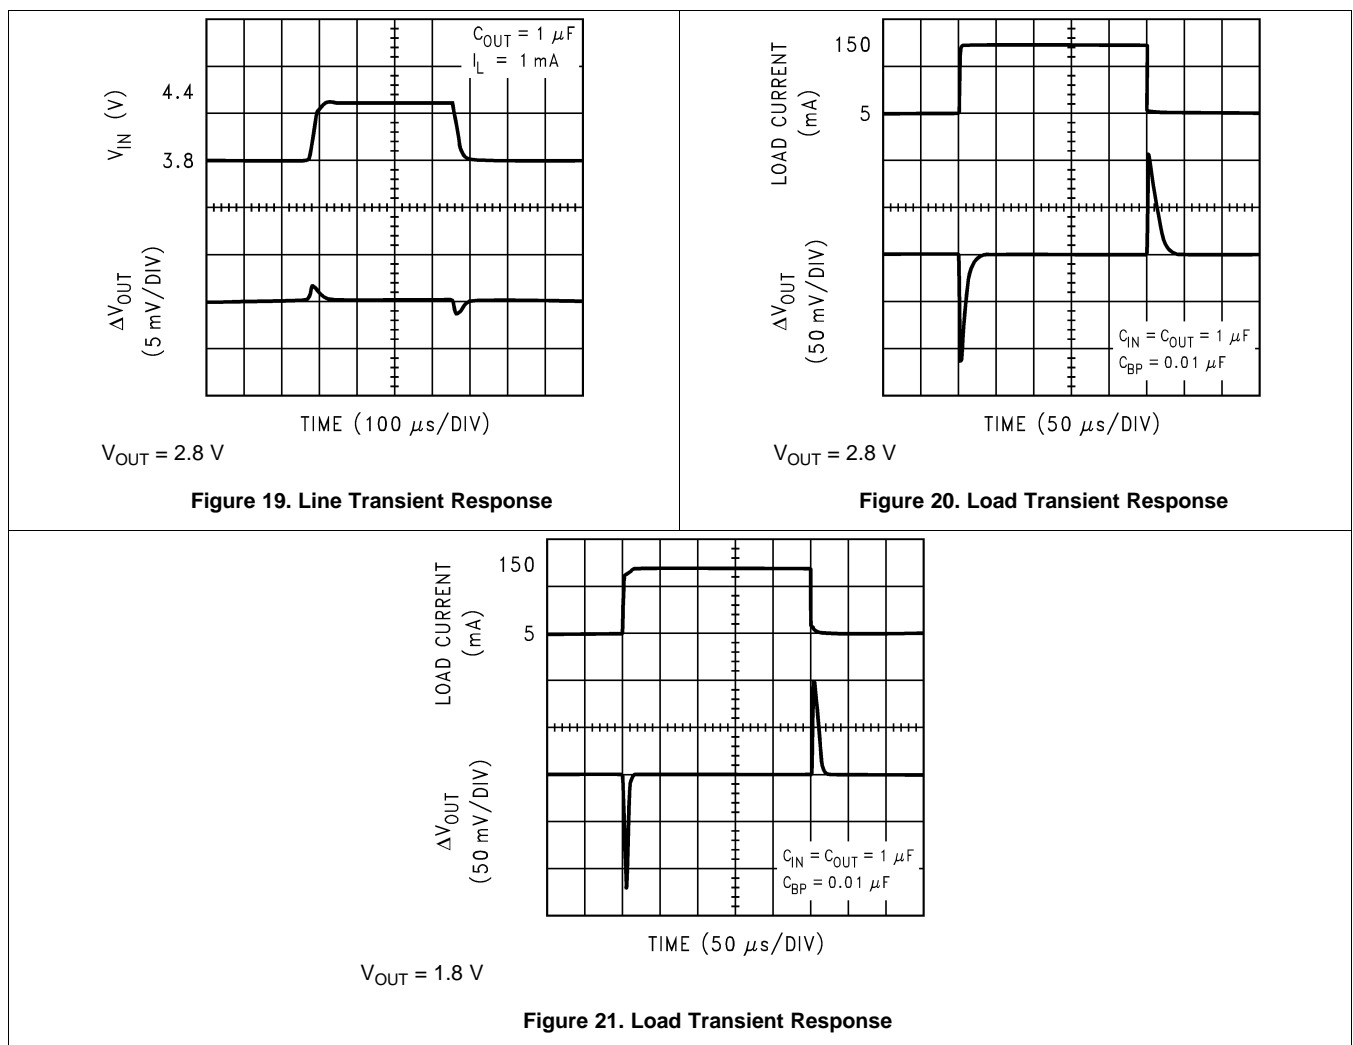 C_OUT = 1 μF
I_L = 1 mA
V_IN (V)
4.4
3.8
ΔV_OUT
(5 mV/DIV)
TIME (100 μs/DIV)
V_OUT = 2.8 V
Figure 19. Line Transient Response
LOAD CURRENT
(mA)
150
5
ΔV_OUT
(50 mV/DIV)
C_IN = C_OUT = 1 μF
C_BP = 0.01 μF
TIME (50 μs/DIV)
V_OUT = 2.8 V
Figure 20. Load Transient Response
LOAD CURRENT
(mA)
150
5
ΔV_OUT
(50 mV/DIV)
C_IN = C_OUT = 1 μF
C_BP = 0.01 μF
TIME (50 μs/DIV)
V_OUT = 1.8 V
Figure 21. Load Transient Response